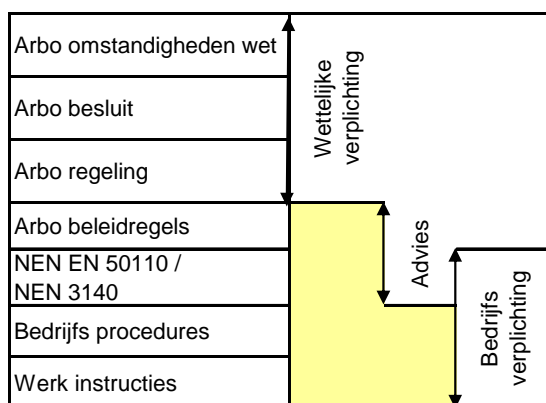 Arbo omstandigheden wet
Arbo besluit
Arbo regeling
Arbo beleidregels
NEN EN 50110 /
NEN 3140
Bedrijfs procedures
Werk instructies
Wettelijke
verplichting
Advies
Bedrijfs
verplichting